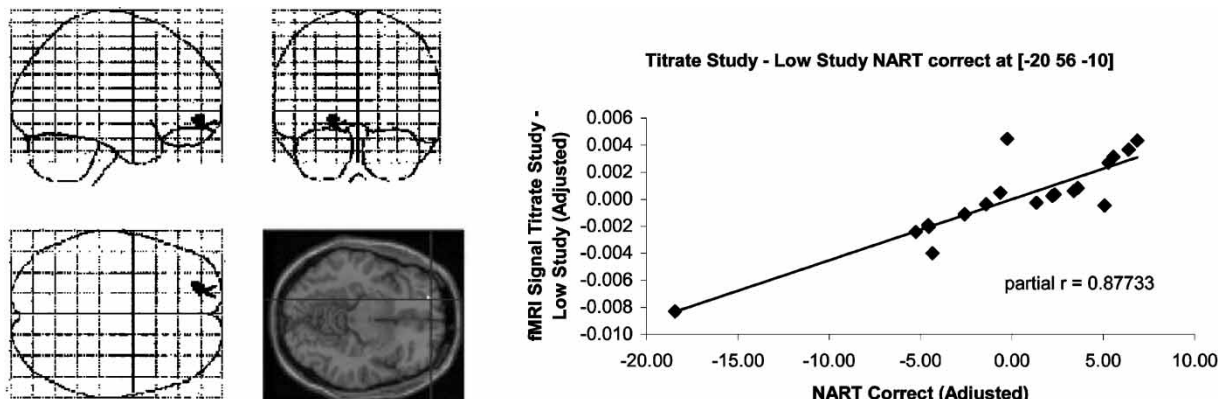 Titrate Study - Low Study NART correct at [-20 56 -10]
fMRI Signal Titrate Study -
Low Study (Adjusted)
0.006
0.004
0.002
0.000
-0.002
-0.004
-0.006
-0.008
-0.010
partial r = 0.87733
-20.00 -15.00 -10.00 -5.00 0.00 5.00 10.00
NART Correct (Adjusted)